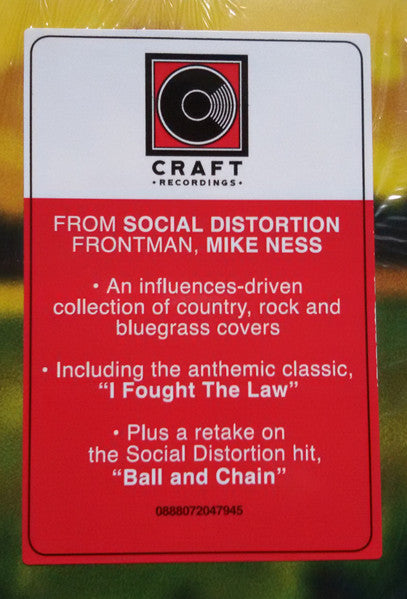 CRAFT
•RECORDINGS•
FROM SOCIAL DISTORTION
FRONTMAN, MIKE NESS
• An influences-driven
collection of country, rock and
bluegrass covers
• Including the anthemic classic,
“I Fought The Law”
• Plus a retake on
the Social Distortion hit,
“Ball and Chain”
0888072047945